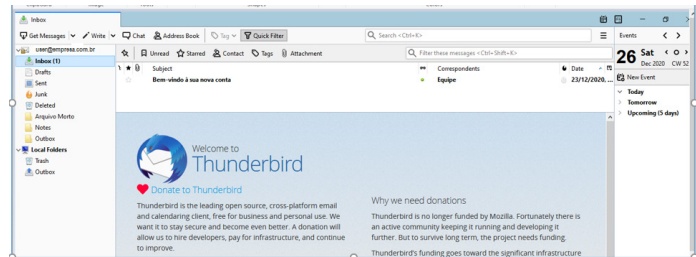 Inbox
Get Messages
Write
Chat
Address Book
Tag
Quick Filter
Search <Ctrl+K>
Events
user@empresa.com.br
Inbox (1)
Drafts
Sent
Junk
Deleted
Arquivo Morto
Notes
Outbox
Local Folders
Trash
Outbox
Unread
Starred
Contact
Tags
Attachment
Filter these messages <Ctrl+Shift+K>
Subject
Correspondents
Date
Bem-vindo à sua nova conta
Equipe
23/12/2020, ...
Welcome to
Thunderbird
Donate to Thunderbird
Thunderbird is the leading open source, cross-platform email
and calendaring client, free for business and personal use. We
want it to stay secure and become even better. A donation will
allow us to hire developers, pay for infrastructure, and continue
to improve.
Why we need donations
Thunderbird is no longer funded by Mozilla. Fortunately there is
an active community keeping it running and developing it
further. But to survive long term, the project needs funding.
Thunderbird's funding goes toward the significant infrastructure
26
Sat
Dec 2020 CW 52
New Event
Today
Tomorrow
Upcoming (5 days)